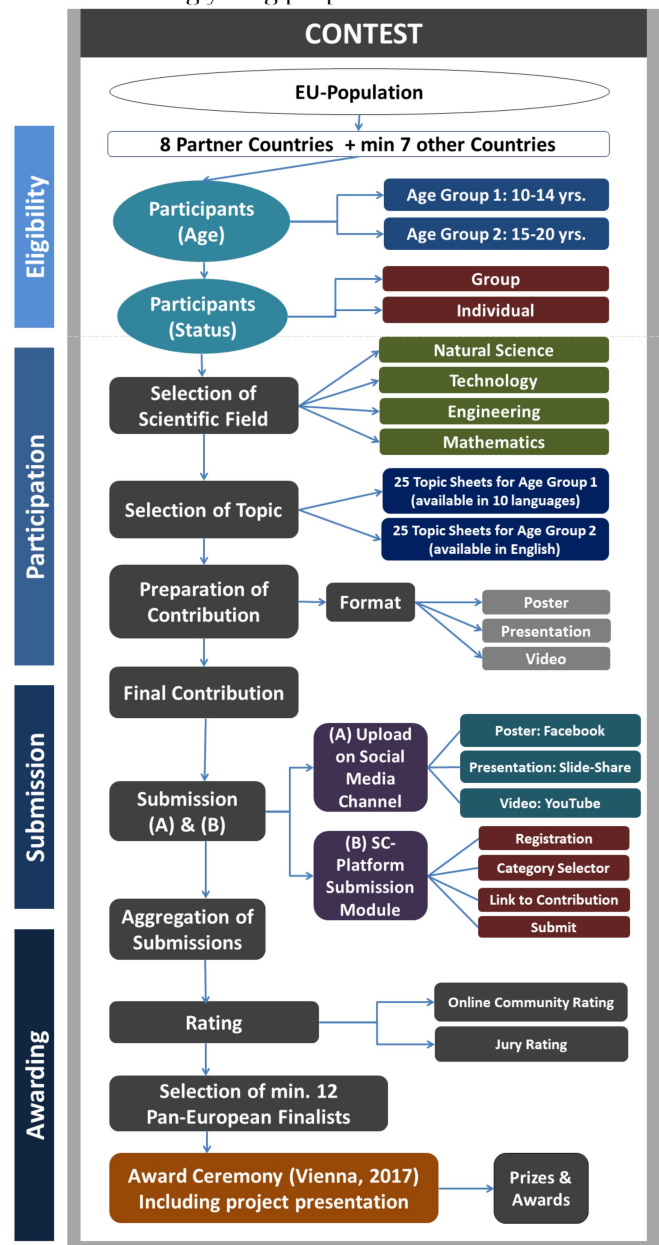 CONTEST
EU-Population
8 Partner Countries + min 7 other Countries
Eligibility
Participants
(Age)
Age Group 1: 10-14 yrs.
Age Group 2: 15-20 yrs.
Participants
(Status)
Group
Individual
Participation
Selection of
Scientific Field
Natural Science
Technology
Engineering
Mathematics
Selection of Topic
25 Topic Sheets for Age Group 1
(available in 10 languages)
25 Topic Sheets for Age Group 2
(available in English)
Preparation of
Contribution
Format
Poster
Presentation
Video
Final Contribution
Submission
Submission
(A) & (B)
(A) Upload
on Social
Media
Channel
Poster: Facebook
Presentation: Slide-Share
Video: YouTube
(B) SC-
Platform
Submission
Module
Registration
Category Selector
Link to Contribution
Submit
Aggregation of
Submissions
Awarding
Rating
Online Community Rating
Jury Rating
Selection of min. 12
Pan-European Finalists
Award Ceremony (Vienna, 2017)
Including project presentation
Prizes &
Awards